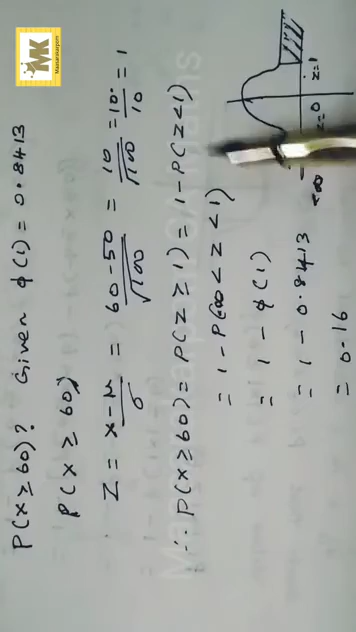 MK
P(X ≥ 60)? Given φ(1) = 0.8413
P(X ≥ 60)
Z = x-μ/σ = 60-50/√100 = 10/√100 = 10/10 = 1
∴ P(X ≥ 60) = P(Z ≥ 1) = 1 - P(Z < 1)
= 1 - P(∞ < Z < 1)
= 1 - φ(1)
= 1 - 0.8413
= 0.16
-∞ z=0 z=1